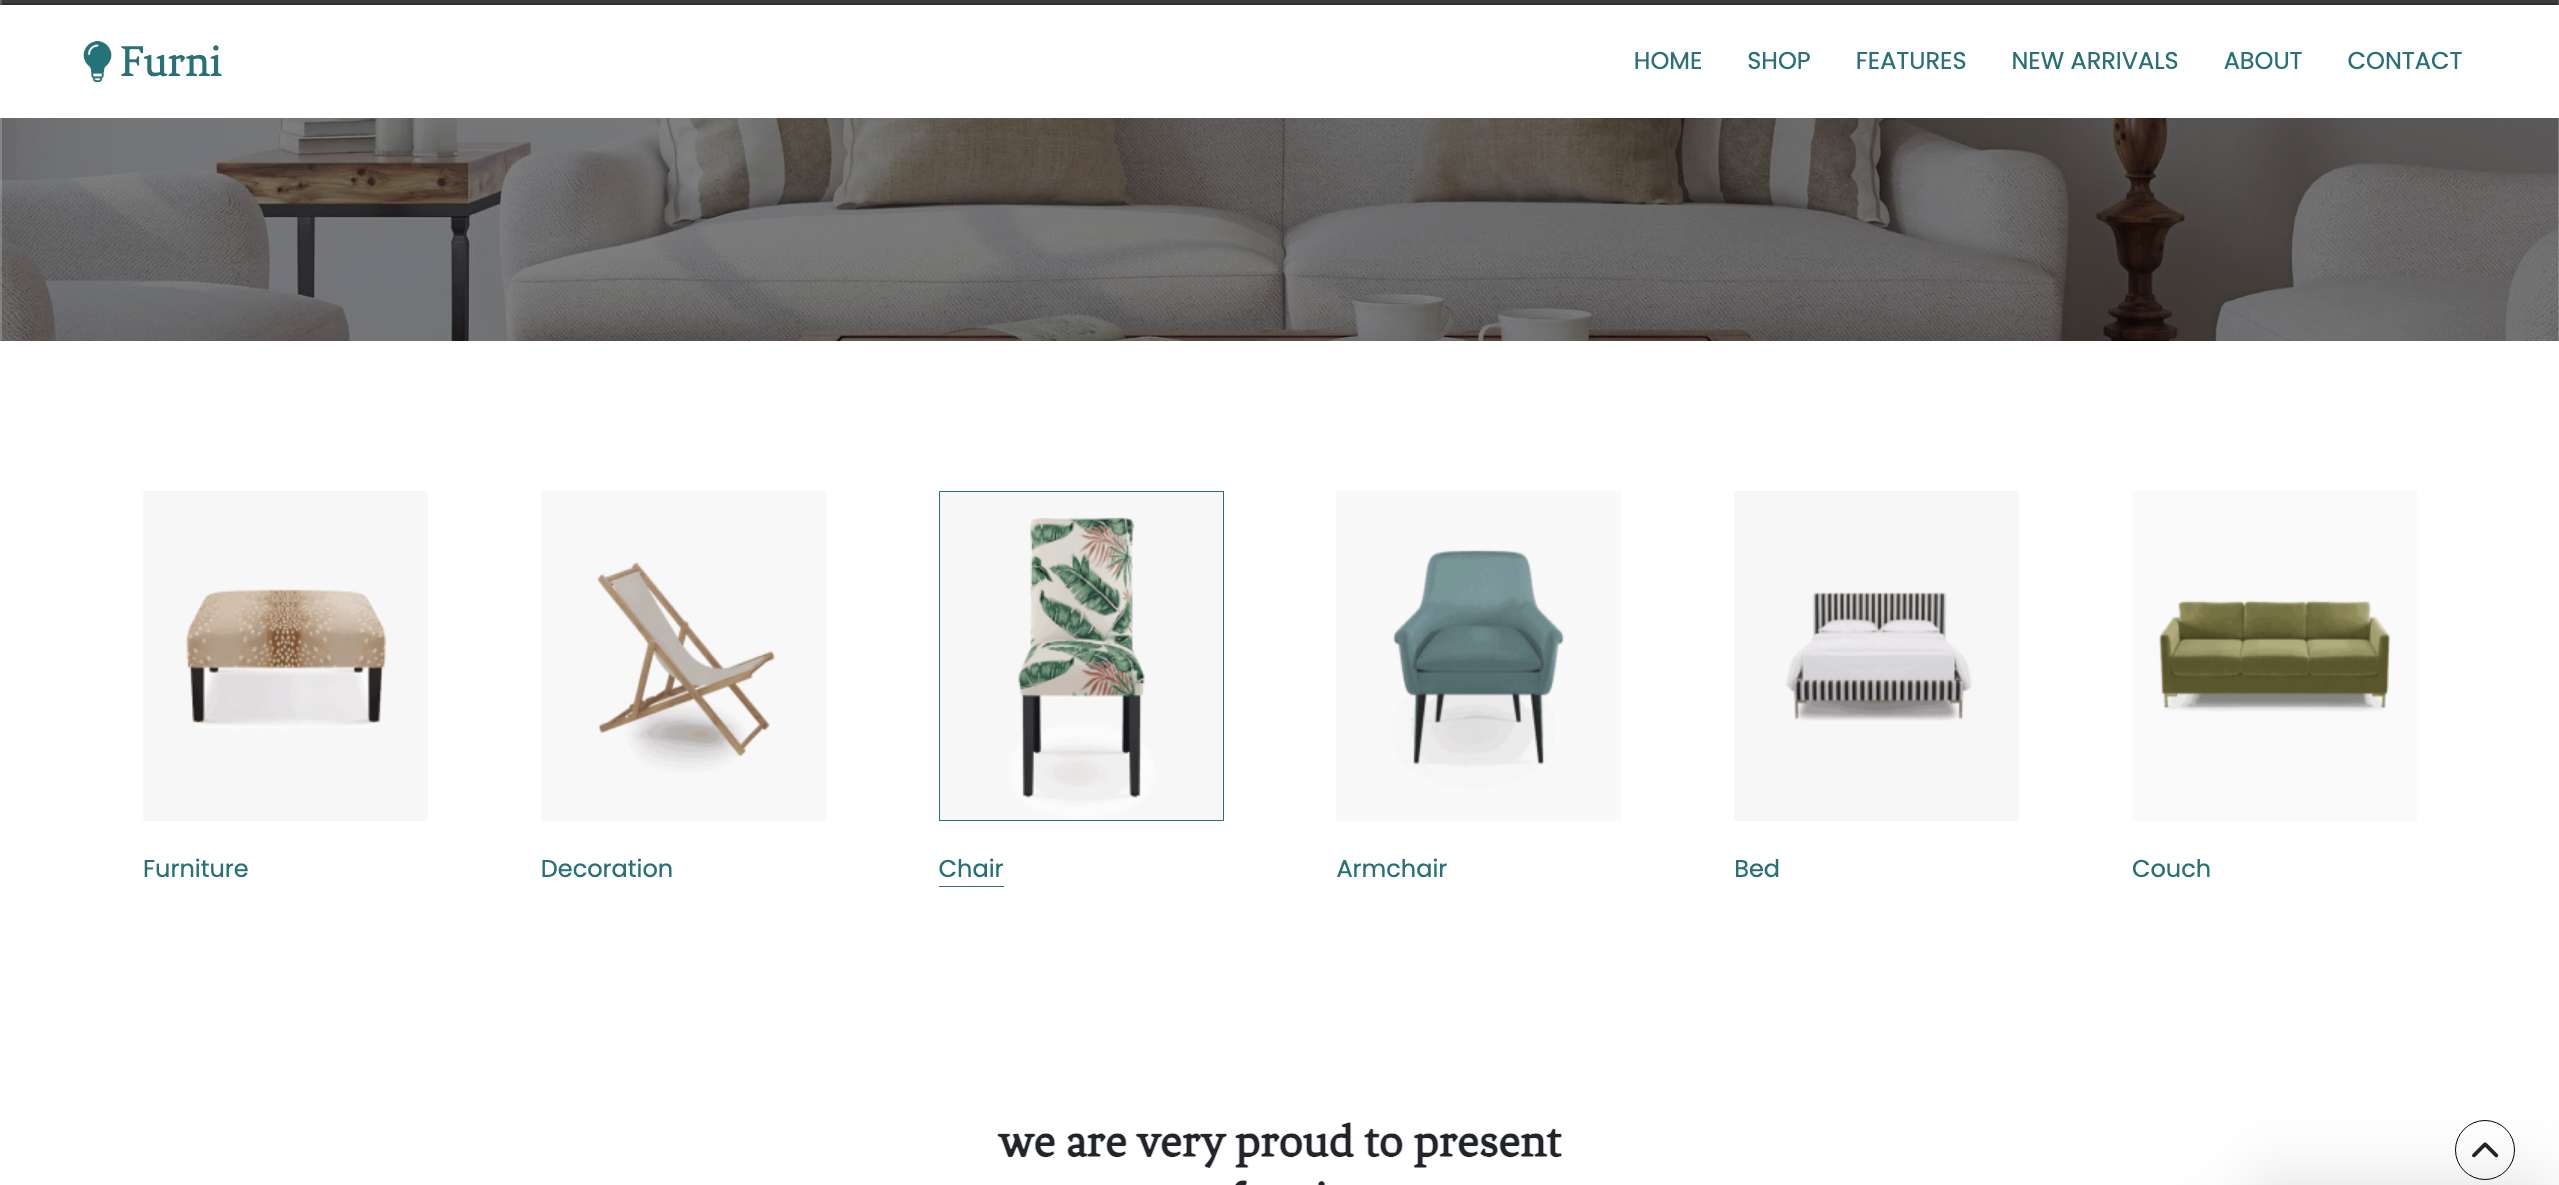 Furni
HOME SHOP FEATURES NEW ARRIVALS ABOUT CONTACT
Furniture
Decoration
Chair
Armchair
Bed
Couch
we are very proud to present